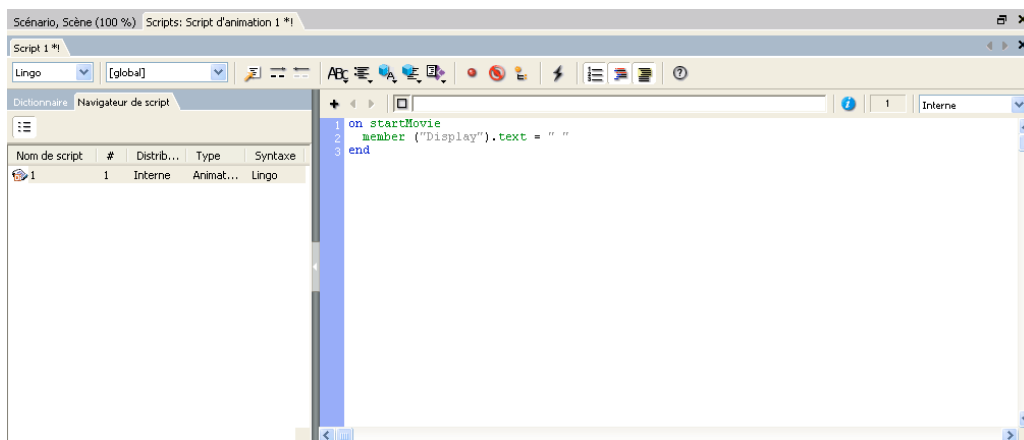 Scénario, Scène (100 %) Scripts: Script d'animation 1 *!
Script 1 *!
Lingo [global] ABC
Dictionnaire Navigateur de script
1 Interne
Nom de script # Distrib... Type Syntaxe
1 1 Interne Animat... Lingo
1 on startMovie
2 member ("Display").text = " "
3 end